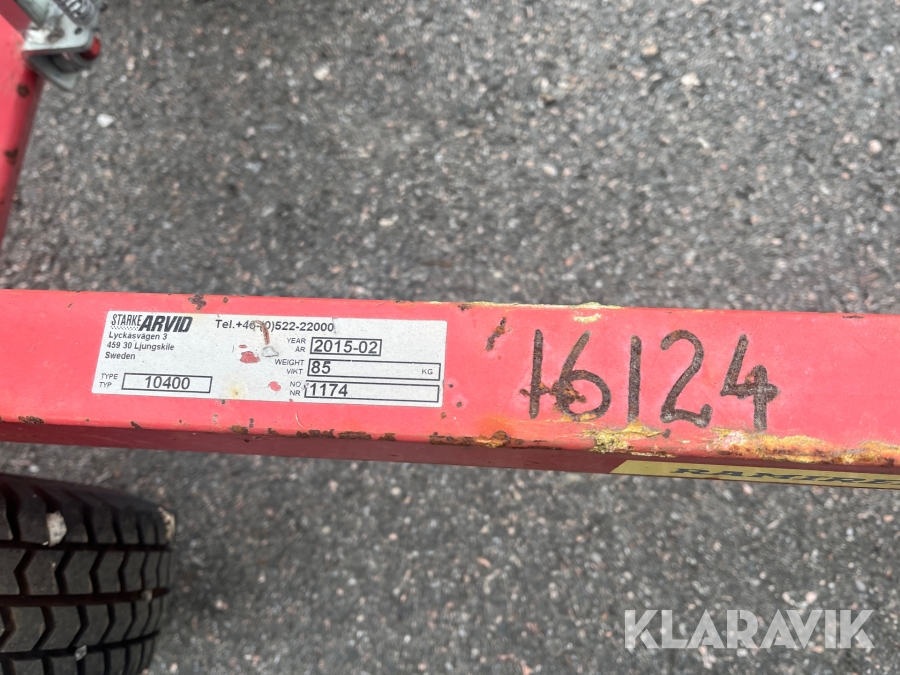 STARKE ARVID
Lyckåsvägen 3
459 30 Ljungskile
Sweden
TYPE
TYP
10400
Tel.+46-(0)522-22000
YEAR
ÅR
2015-02
WEIGHT
VIKT
85
KG
NO
NR
1174
16124
KLARAVIK